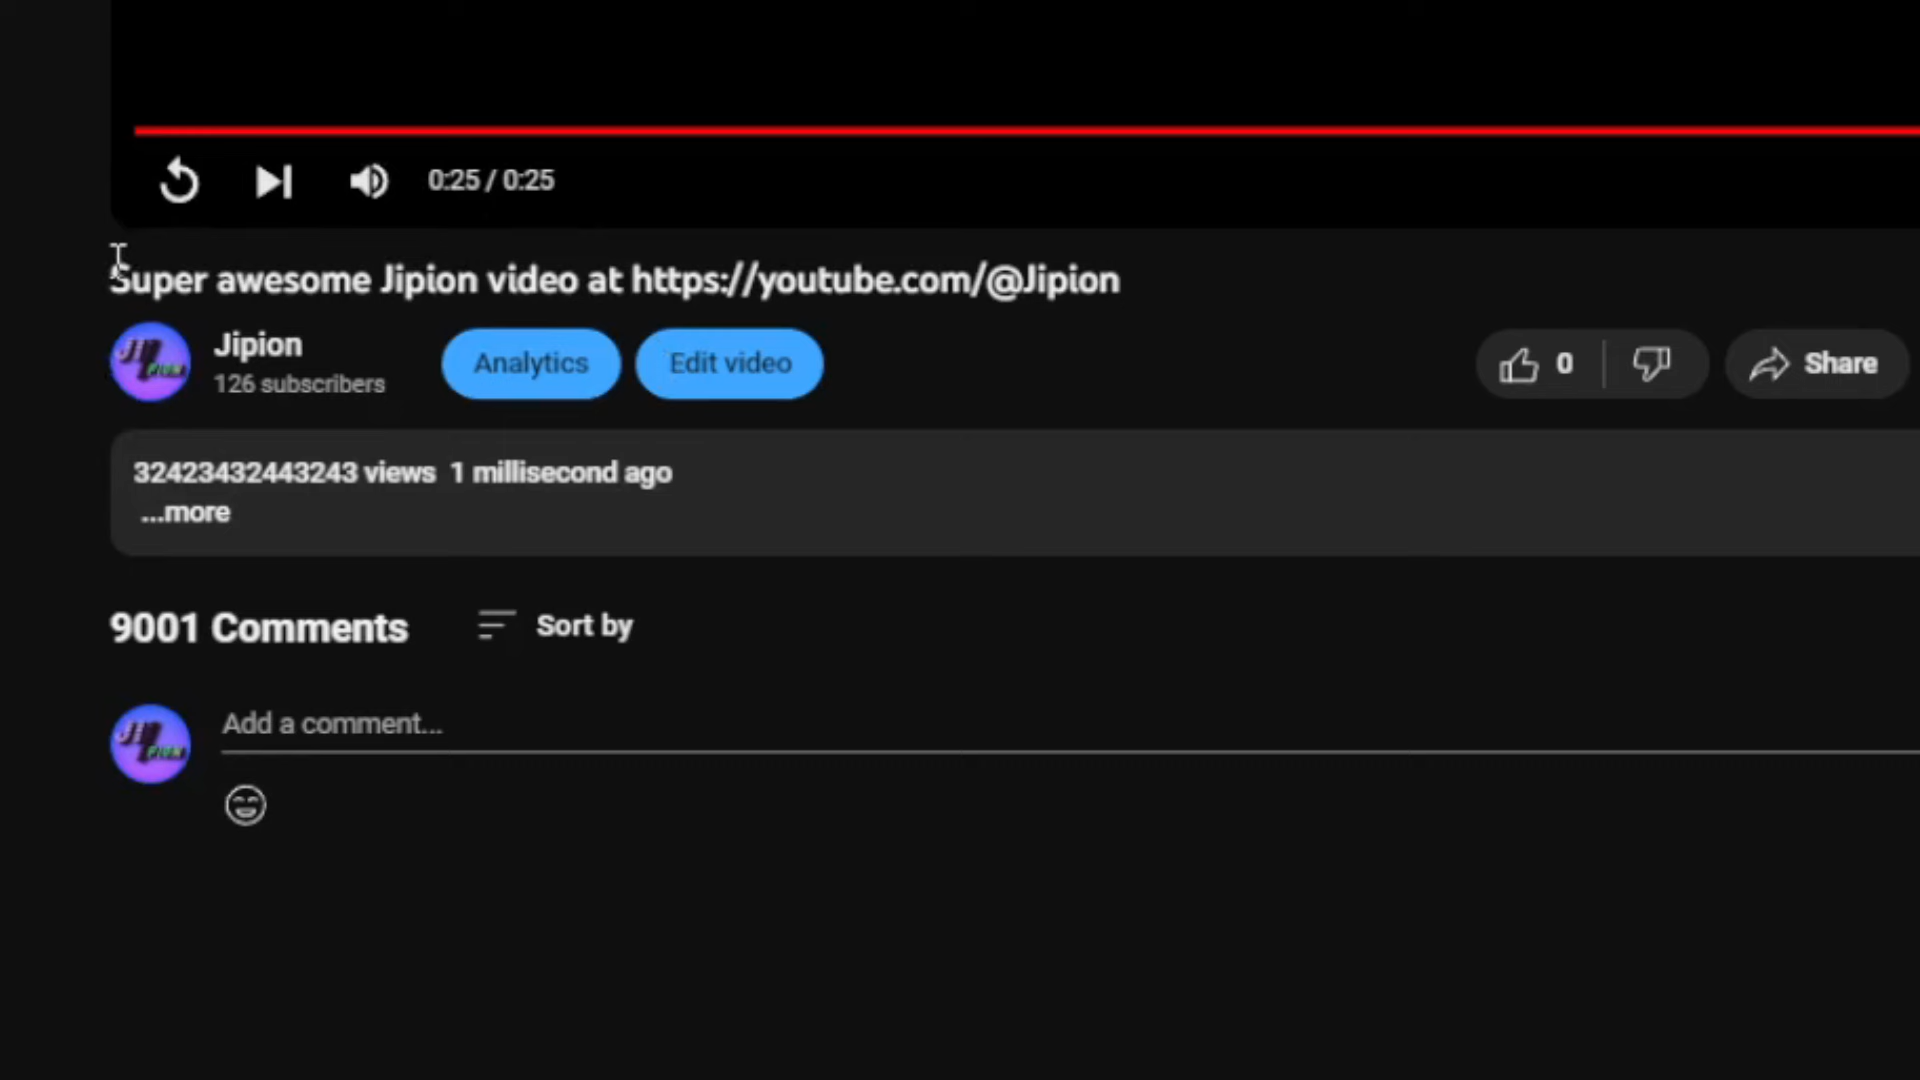 0:25 / 0:25
Super awesome Jipion video at https://youtube.com/@Jipion
Jipion
126 subscribers
Analytics
Edit video
0
Share
32423432443243 views 1 millisecond ago
...more
9001 Comments
Sort by
JIPION
Add a comment...